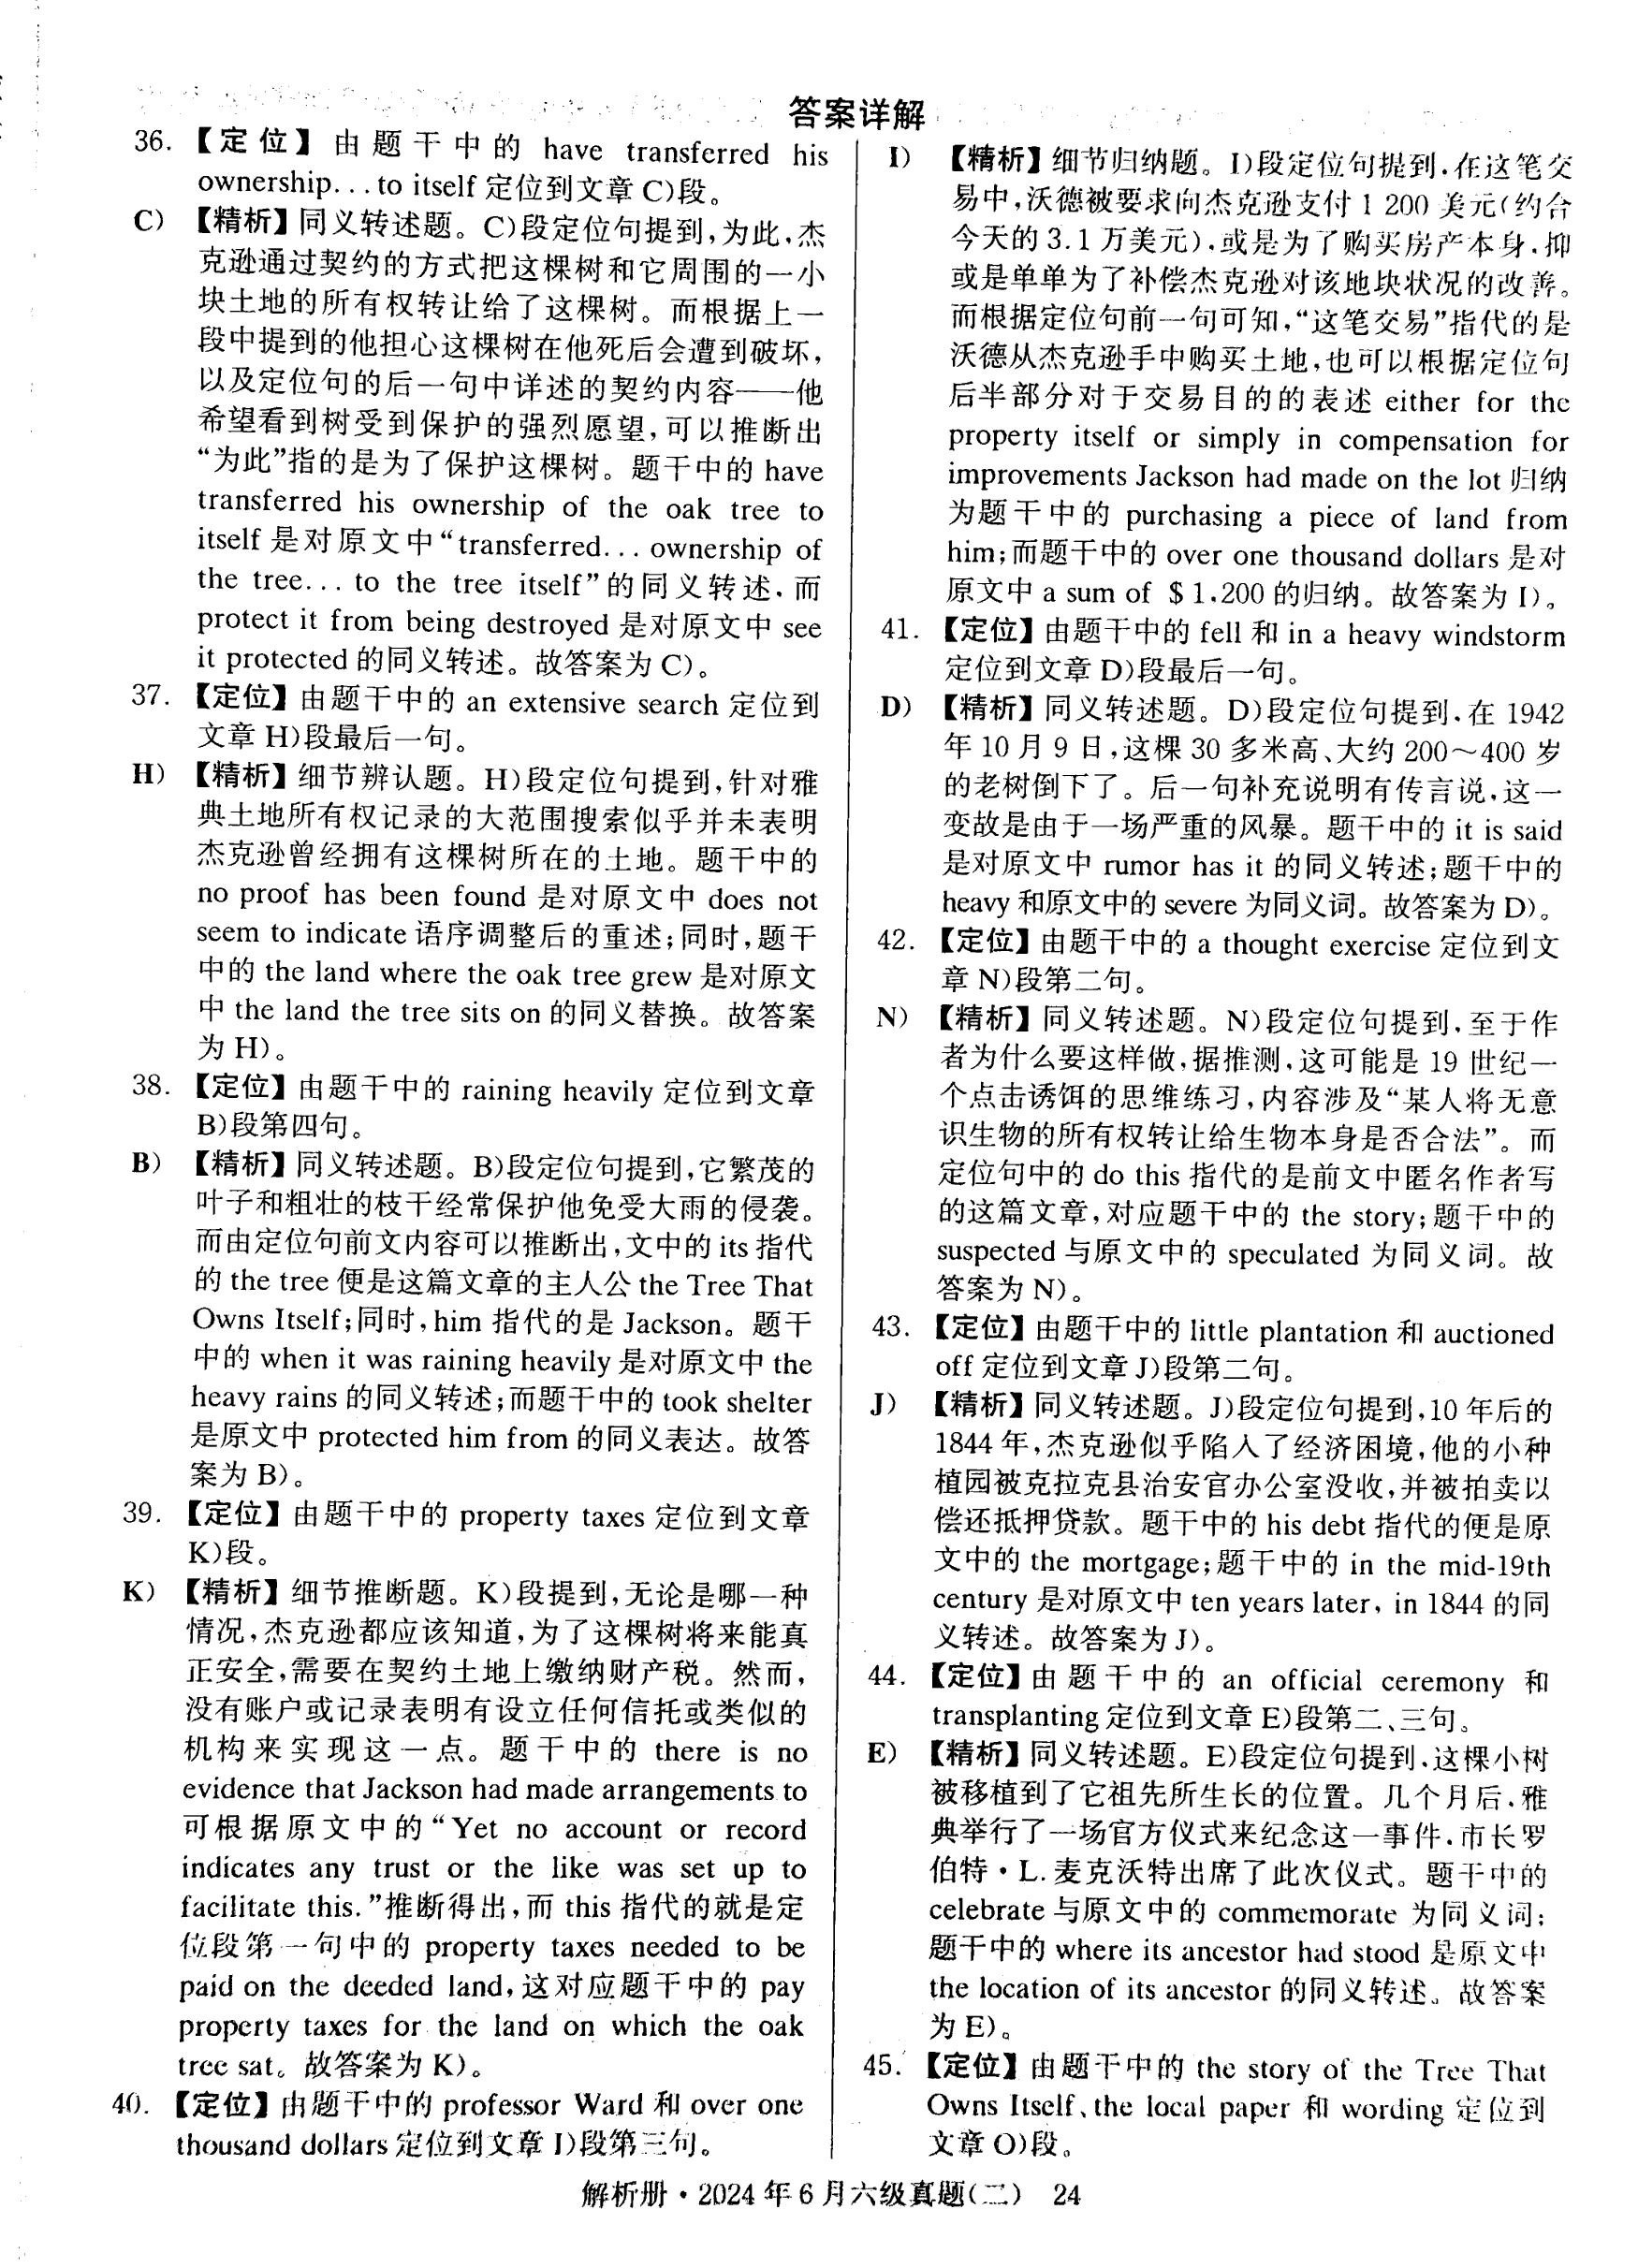 答案详解
36. 【定位】由题干中的 have transferred his
ownership...to itself 定位到文章 C)段。
C) 【精析】同义转述题。C)段定位句提到,为此,杰
克逊通过契约的方式把这棵树和它周围的一小
块土地的所有权转让给了这棵树。而根据上一
段中提到的他担心这棵树在他死后会遭到破坏,
以及定位句的后一句中详述的契约内容——他
希望看到树受到保护的强烈愿望,可以推断出
“为此”指的是为了保护这棵树。题干中的 have
transferred his ownership of the oak tree to
itself 是对原文中“transferred... ownership of
the tree... to the tree itself”的同义转述,而
protect it from being destroyed 是对原文中 see
it protected 的同义转述。故答案为 C)。
37. 【定位】由题干中的 an extensive search 定位到
文章 H)段最后一句。
H) 【精析】细节辨认题。H)段定位句提到,针对雅
典土地所有权记录的大范围搜索似乎并未表明
杰克逊曾经拥有这棵树所在的土地。题干中的
no proof has been found 是对原文中 does not
seem to indicate 语序调整后的重述;同时,题干
中的 the land where the oak tree grew 是对原文
中 the land the tree sits on 的同义替换。故答案
为 H)。
38. 【定位】由题干中的 raining heavily 定位到文章
B)段第四句。
B) 【精析】同义转述题。B)段定位句提到,它繁茂的
叶子和粗壮的枝干经常保护他免受大雨的侵袭。
而由定位句前文内容可以推断出,文中的 its 指代
的 the tree 便是这篇文章的主人公 the Tree That
Owns Itself;同时,him 指代的是 Jackson。题干
中的 when it was raining heavily 是对原文中 the
heavy rains 的同义转述;而题干中的 took shelter
是原文中 protected him from 的同义表达。故答
案为 B)。
39. 【定位】由题干中的 property taxes 定位到文章
K)段。
K) 【精析】细节推断题。K)段提到,无论是哪一种
情况,杰克逊都应该知道,为了这棵树将来能真
正安全,需要在契约土地上缴纳财产税。然而,
没有账户或记录表明有设立任何信托或类似的
机构来实现这一点。题干中的 there is no
evidence that Jackson had made arrangements to
可根据原文中的“Yet no account or record
indicates any trust or the like was set up to
facilitate this.”推断得出,而 this 指代的就是定
位段第一句中的 property taxes needed to be
paid on the deeded land,这对应题干中的 pay
property taxes for the land on which the oak
tree sat。故答案为 K)。
40. 【定位】由题干中的 professor Ward 和 over one
thousand dollars 定位到文章 I)段第三句。
I) 【精析】细节归纳题。I)段定位句提到,在这笔交
易中,沃德被要求向杰克逊支付 1 200 美元(约合
今天的 3.1 万美元),或是为了购买房产本身,抑
或是单单为了补偿杰克逊对该地块状况的改善。
而根据定位句前一句可知,“这笔交易”指代的是
沃德从杰克逊手中购买土地,也可以根据定位句
后半部分对于交易目的的表述 either for the
property itself or simply in compensation for
improvements Jackson had made on the lot 归纳
为题干中的 purchasing a piece of land from
him;而题干中的 over one thousand dollars 是对
原文中 a sum of $1,200 的归纳。故答案为 I)。
41. 【定位】由题干中的 fell 和 in a heavy windstorm
定位到文章 D)段最后一句。
D) 【精析】同义转述题。D)段定位句提到,在 1942
年 10 月 9 日,这棵 30 多米高、大约 200～400 岁
的老树倒下了。后一句补充说明有传言说,这一
变故是由于一场严重的风暴。题干中的 it is said
是对原文中 rumor has it 的同义转述;题干中的
heavy 和原文中的 severe 为同义词。故答案为 D)。
42. 【定位】由题干中的 a thought exercise 定位到文
章 N)段第二句。
N) 【精析】同义转述题。N)段定位句提到,至于作
者为什么要这样做,据推测,这可能是 19 世纪一
个点击诱饵的思维练习,内容涉及“某人将无意
识生物的所有权转让给生物本身是否合法”。而
定位句中的 do this 指代的是前文中匿名作者写
的这篇文章,对应题干中的 the story;题干中的
suspected 与原文中的 speculated 为同义词。故
答案为 N)。
43. 【定位】由题干中的 little plantation 和 auctioned
off 定位到文章 J)段第二句。
J) 【精析】同义转述题。J)段定位句提到,10 年后的
1844 年,杰克逊似乎陷入了经济困境,他的小种
植园被克拉克县治安官办公室没收,并被拍卖以
偿还抵押贷款。题干中的 his debt 指代的便是原
文中的 the mortgage;题干中的 in the mid-19th
century 是对原文中 ten years later, in 1844 的同
义转述。故答案为 J)。
44. 【定位】由题干中的 an official ceremony 和
transplanting 定位到文章 E)段第二、三句。
E) 【精析】同义转述题。E)段定位句提到,这棵小树
被移植到了它祖先所生长的位置。几个月后,雅
典举行了一场官方仪式来纪念这一事件,市长罗
伯特·L.麦克沃特出席了此次仪式。题干中的
celebrate 与原文中的 commemorate 为同义词;
题干中的 where its ancestor had stood 是原文中
the location of its ancestor 的同义转述。故答案
为 E)。
45. 【定位】由题干中的 the story of the Tree That
Owns Itself、the local paper 和 wording 定位到
文章 O)段。
解析册·2024 年 6 月六级真题(二) 24